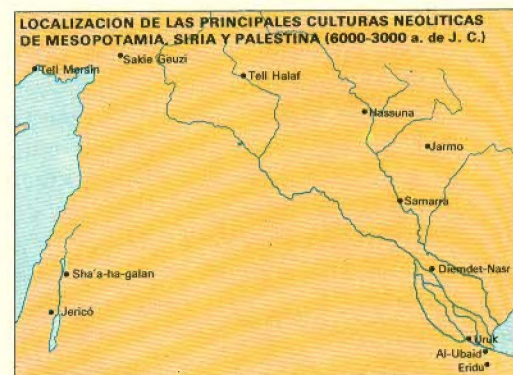 LOCALIZACION DE LAS PRINCIPALES CULTURAS NEOLITICAS
DE MESOPOTAMIA, SIRIA Y PALESTINA (6000-3000 a. de J. C.)
Sakie Geuzi
Tell Mersin
Tell Halaf
Nassuna
Jarmo
Samarra
Sha'a-ha-galan
Djemdet-Nasr
Jericó
Uruk
Al-Ubaid
Eridu